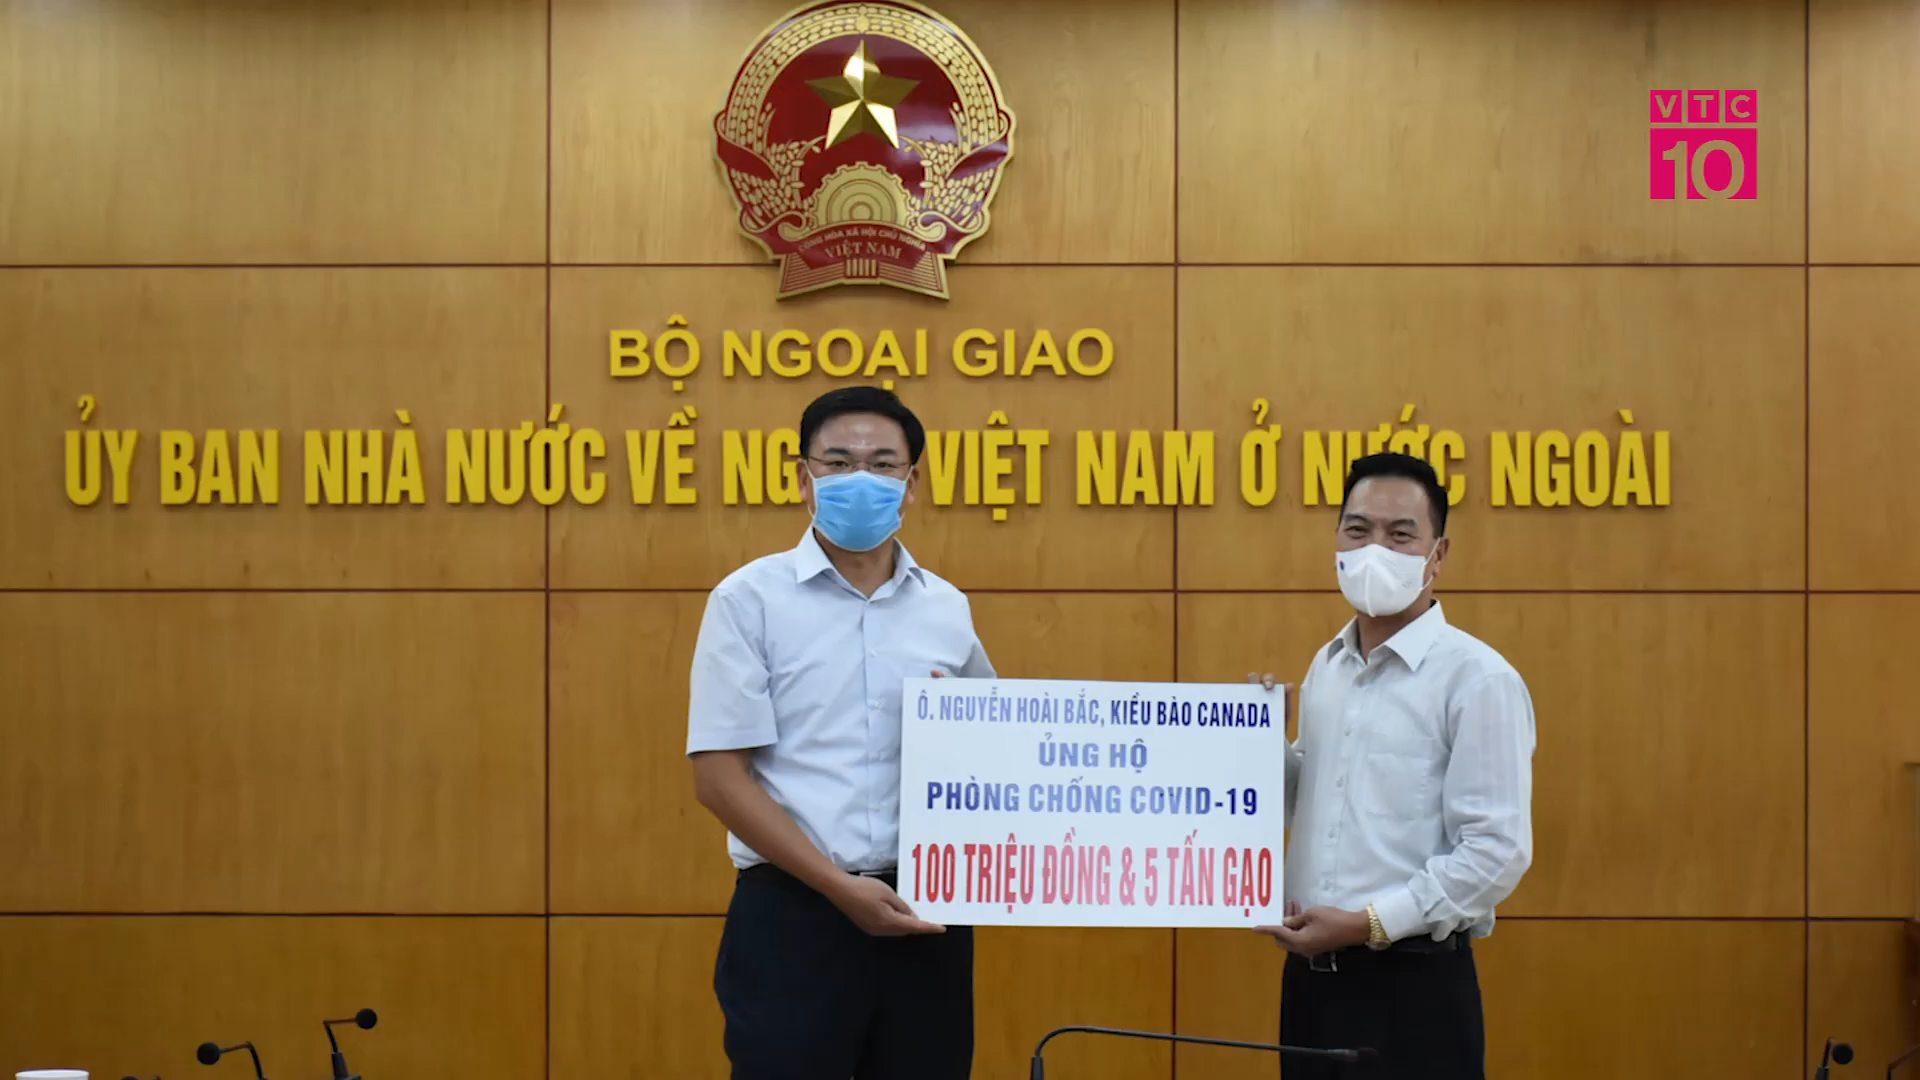 VTC
10
CỘNG HÒA XÃ HỘI CHỦ NGHĨA
VIỆT NAM
BỘ NGOẠI GIAO
ỦY BAN NHÀ NƯỚC VỀ VIỆT NAM Ở NƯỚC NGOÀI
Ô. NGUYỄN HOÀI BẮC, KIỀU BÀO CANADA
ỦNG HỘ
PHÒNG CHỐNG COVID-19
100 TRIỆU ĐỒNG & 5 TẤN GẠO